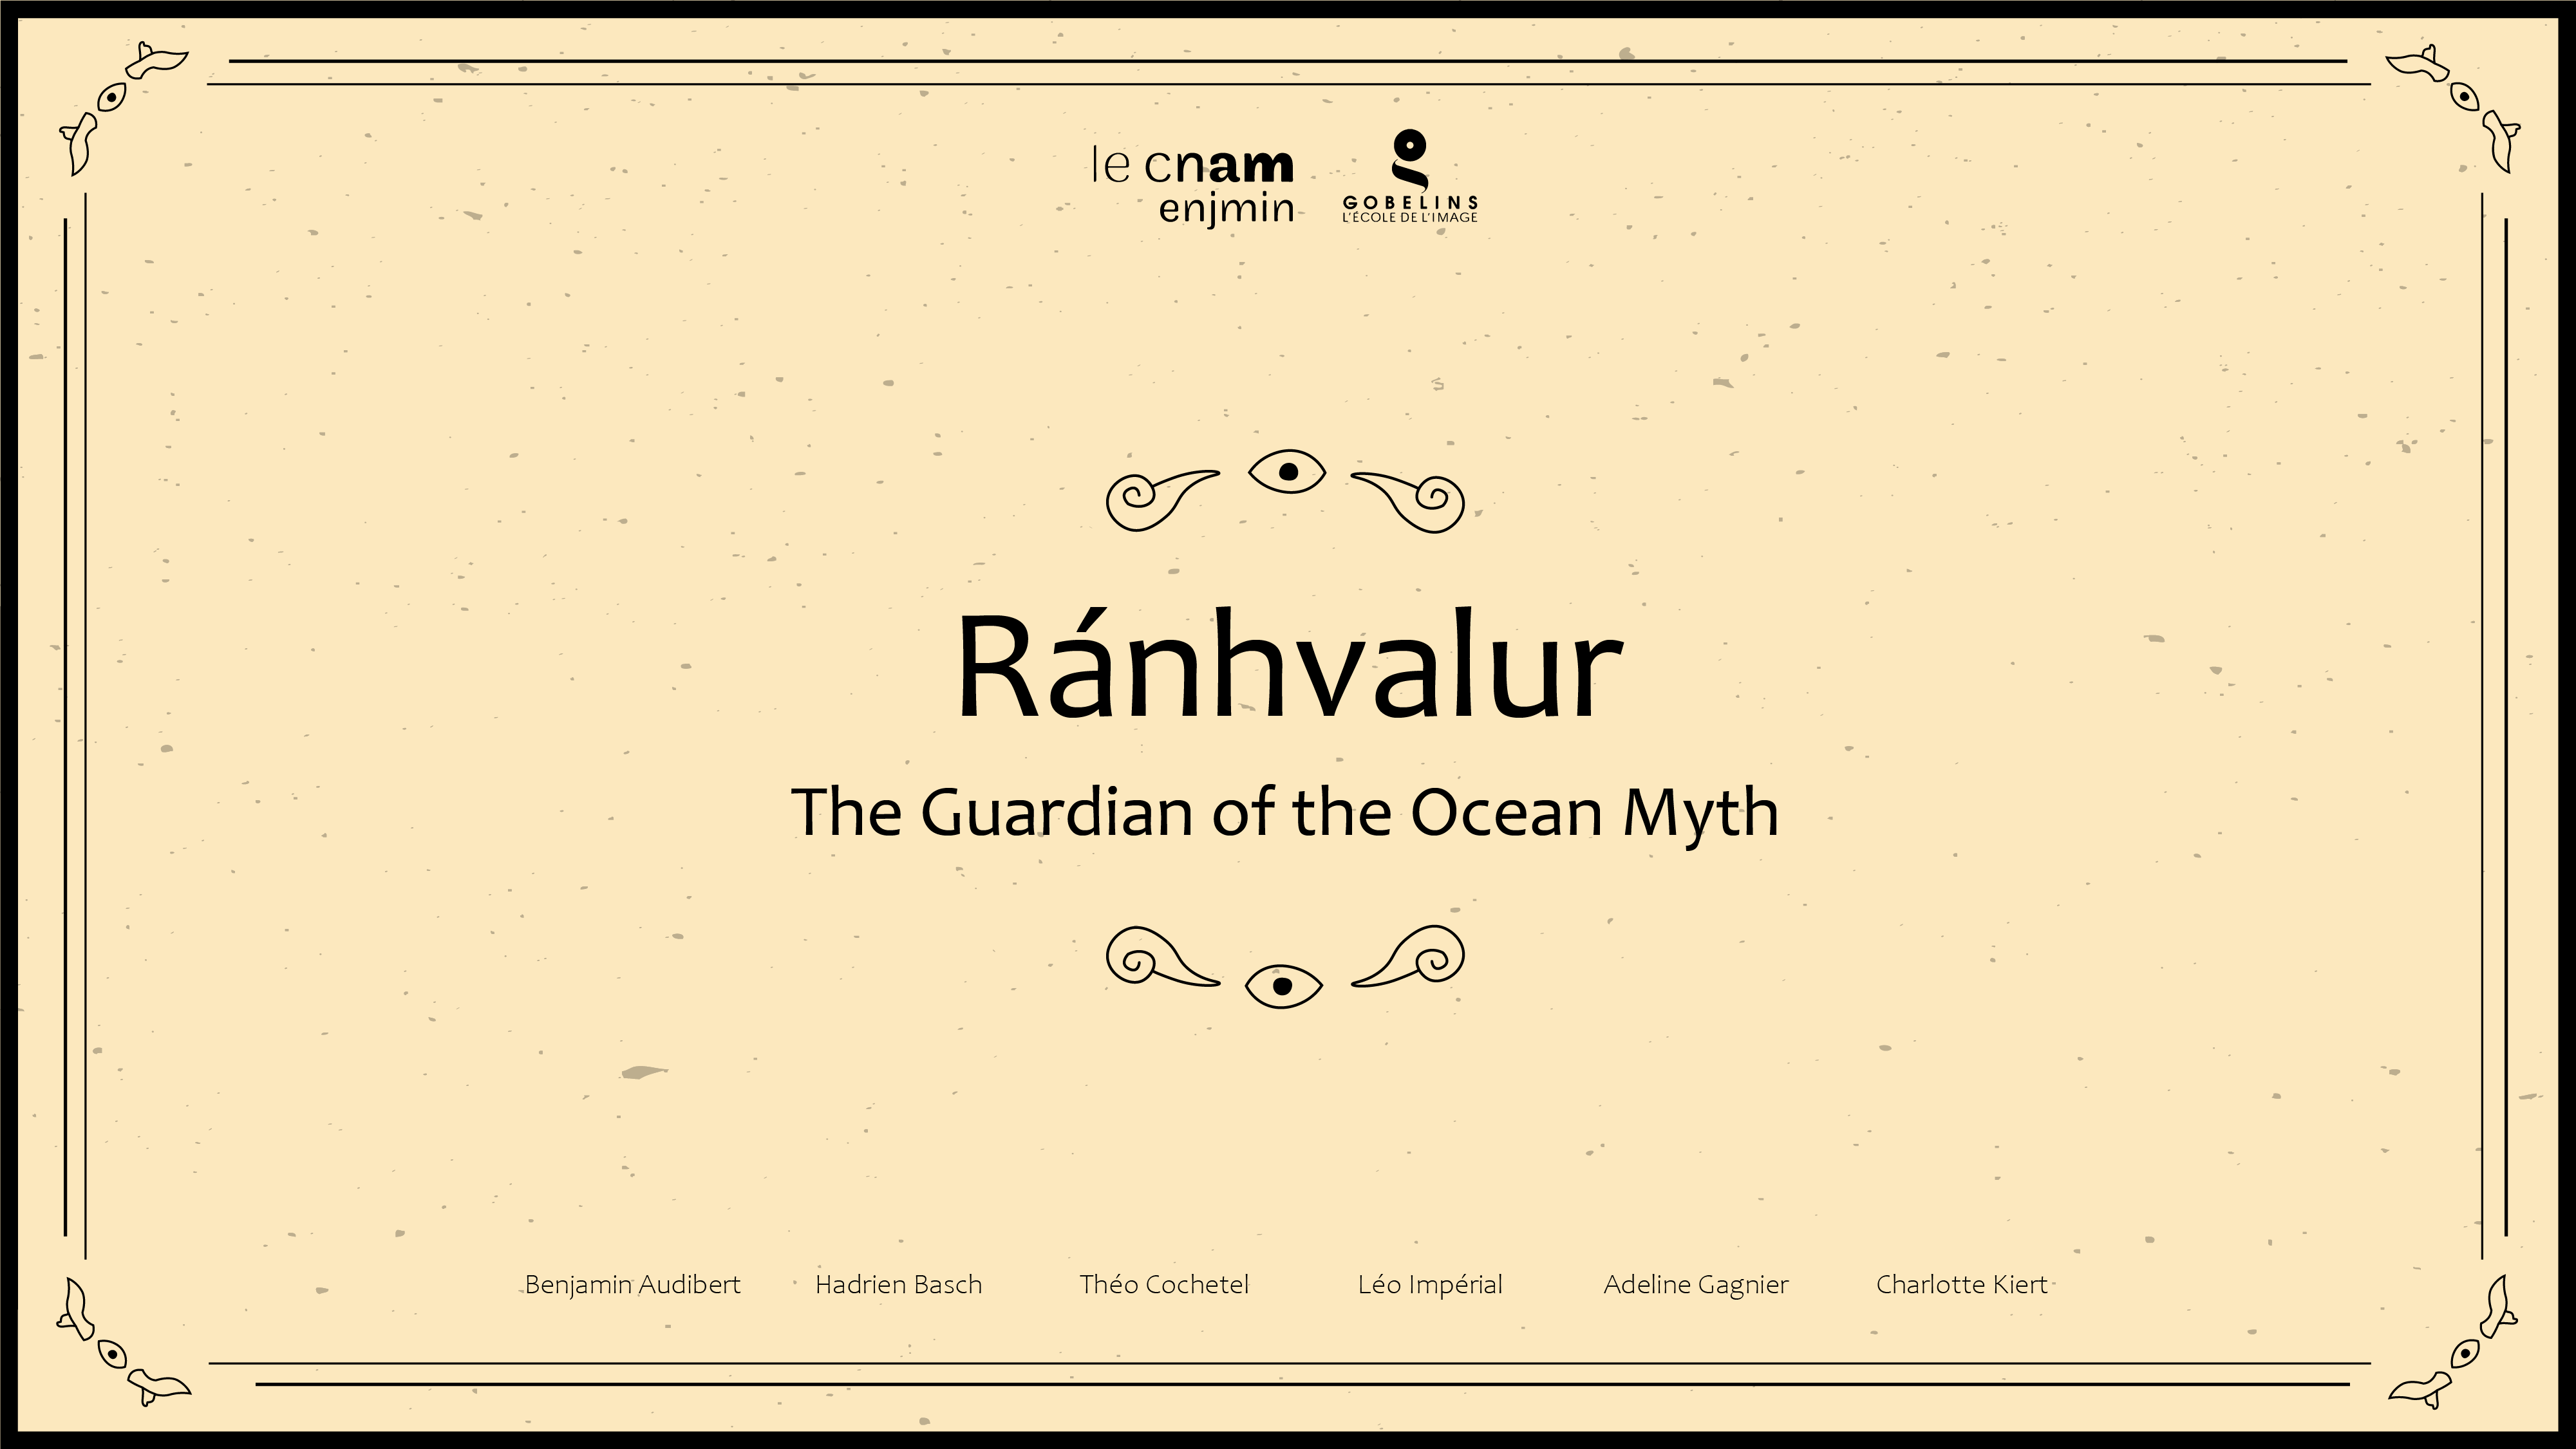 le cnam
enjmin
GOBELINS
L'ÉCOLE DE L'IMAGE
Ránhvalur
The Guardian of the Ocean Myth
Benjamin Audibert Hadrien Basch Théo Cochetel Léo Impérial Adeline Gagnier Charlotte Kiert